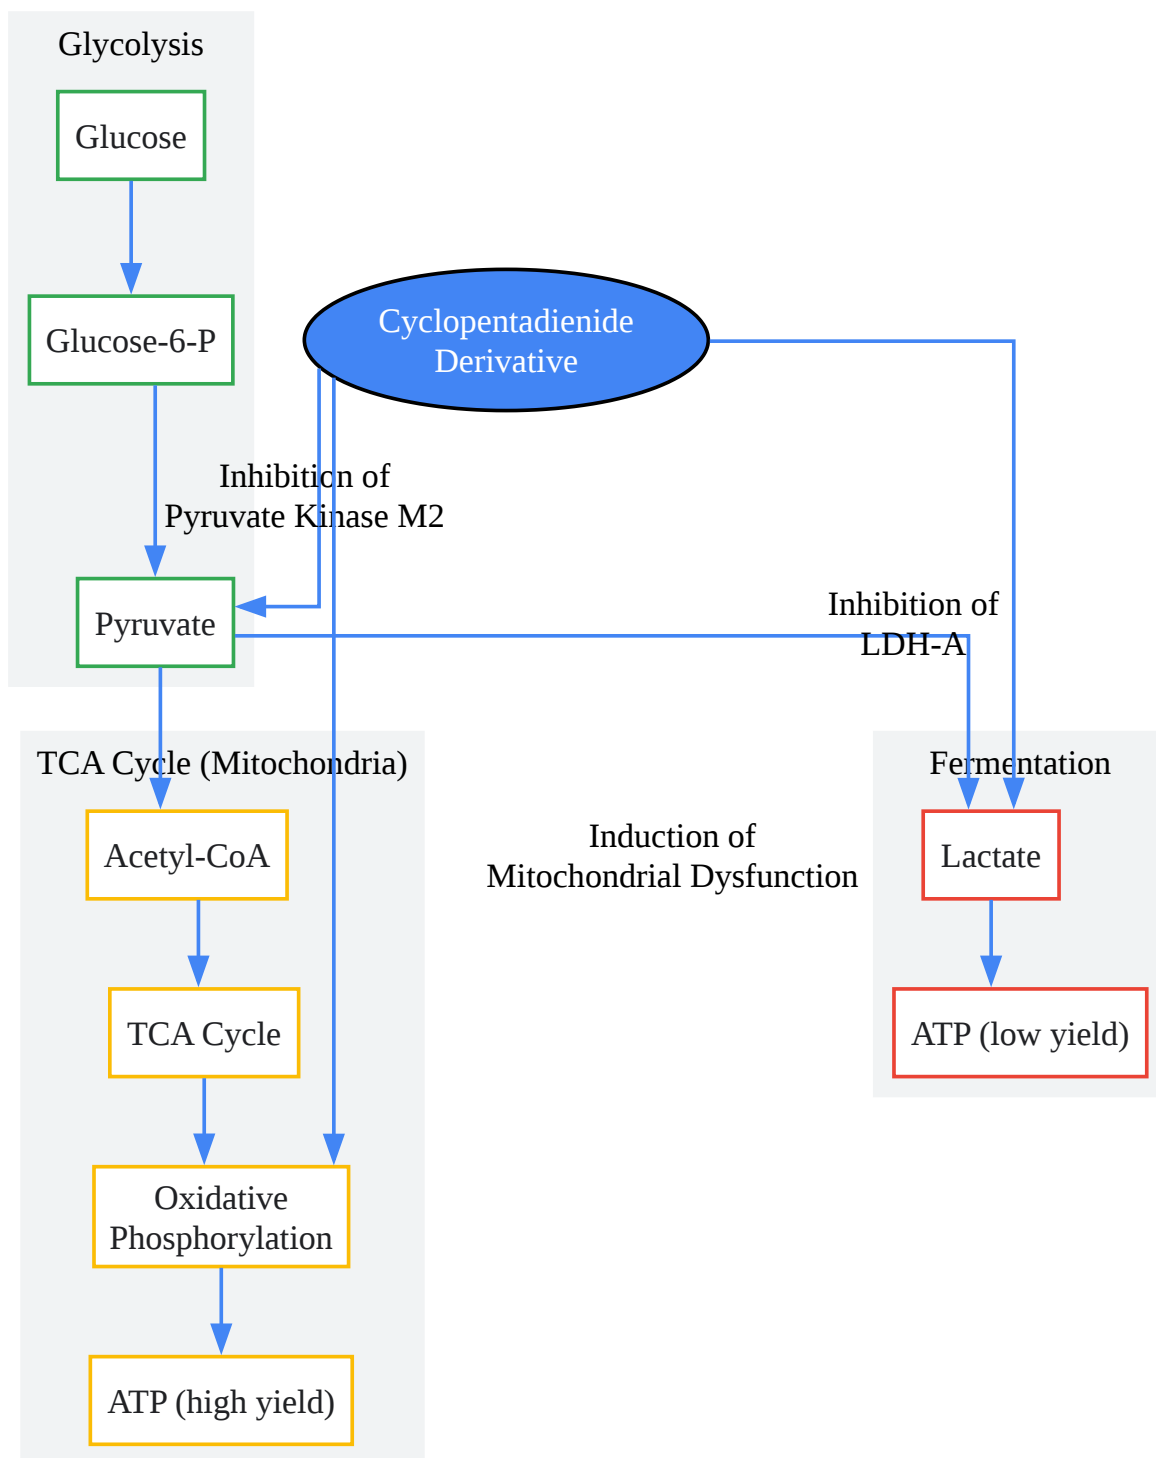 Glycolysis
Glucose
Glucose-6-P
Cyclopentadienide
Derivative
Inhibition of
Pyruvate Kinase M2
Pyruvate
Inhibition of
LDH-A
TCA Cycle (Mitochondria)
Fermentation
Induction of
Mitochondrial Dysfunction
Acetyl-CoA
Lactate
TCA Cycle
ATP (low yield)
Oxidative
Phosphorylation
ATP (high yield)